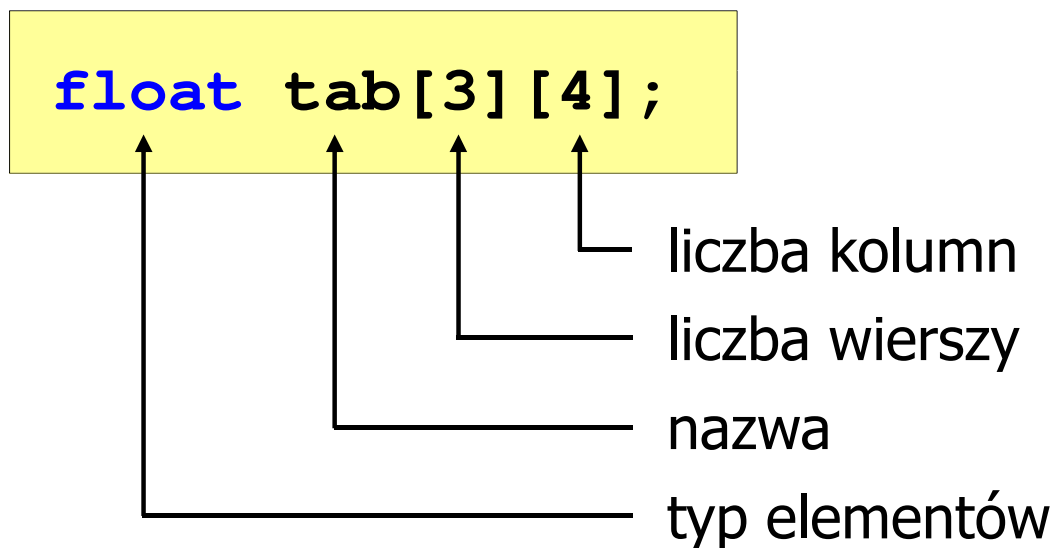 float tab[3][4];
liczba kolumn
liczba wierszy
nazwa
typ elementów